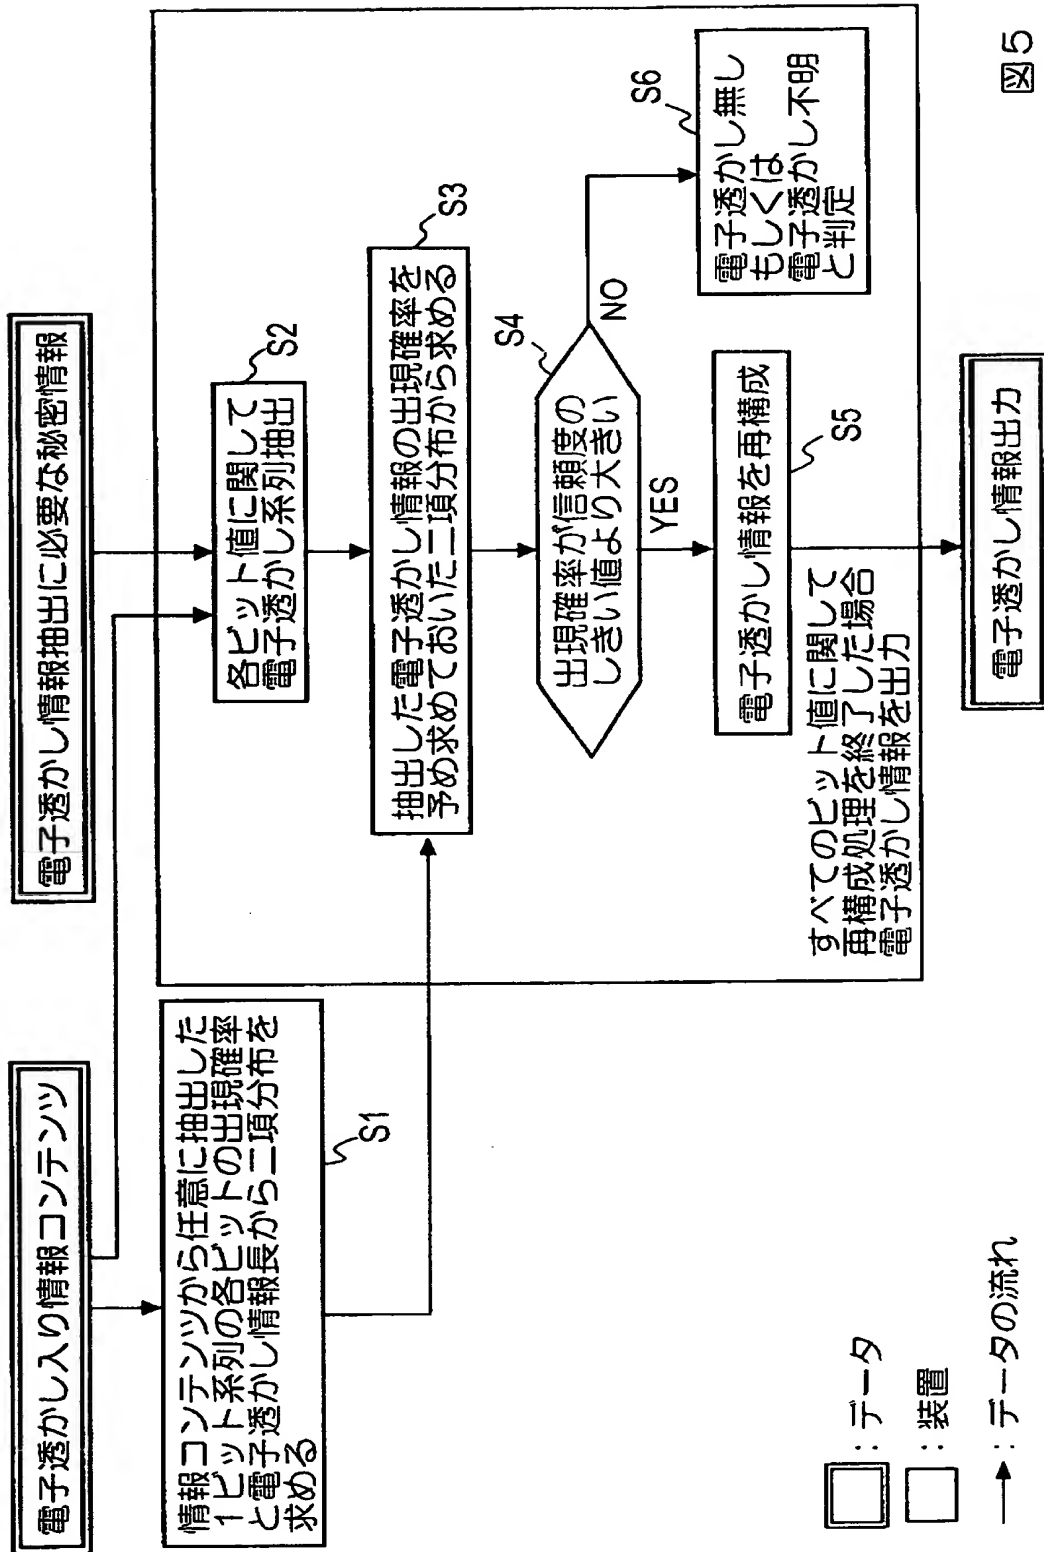 電子透かし入り情報コンテンツ
電子透かし情報抽出に必要な秘密情報
情報コンテンツから任意に抽出した
1ビット系列の各ビットの出現確率
と電子透かし情報長から二項分布を
求める
S1
各ビット値に関して
電子透かし系列抽出
S2
抽出した電子透かし情報の出現確率を
予め求めておいた二項分布から求める
S3
出現確率が信頼度の
しきい値より大きい
S4
NO
YES
電子透かし無し
もしくは
電子透かし不明
と判定
S6
電子透かし情報を再構成
S5
すべてのビット値に関して
再構成処理を終了した場合
電子透かし情報を出力
電子透かし情報出力
:データ
:装置
:データの流れ
図5